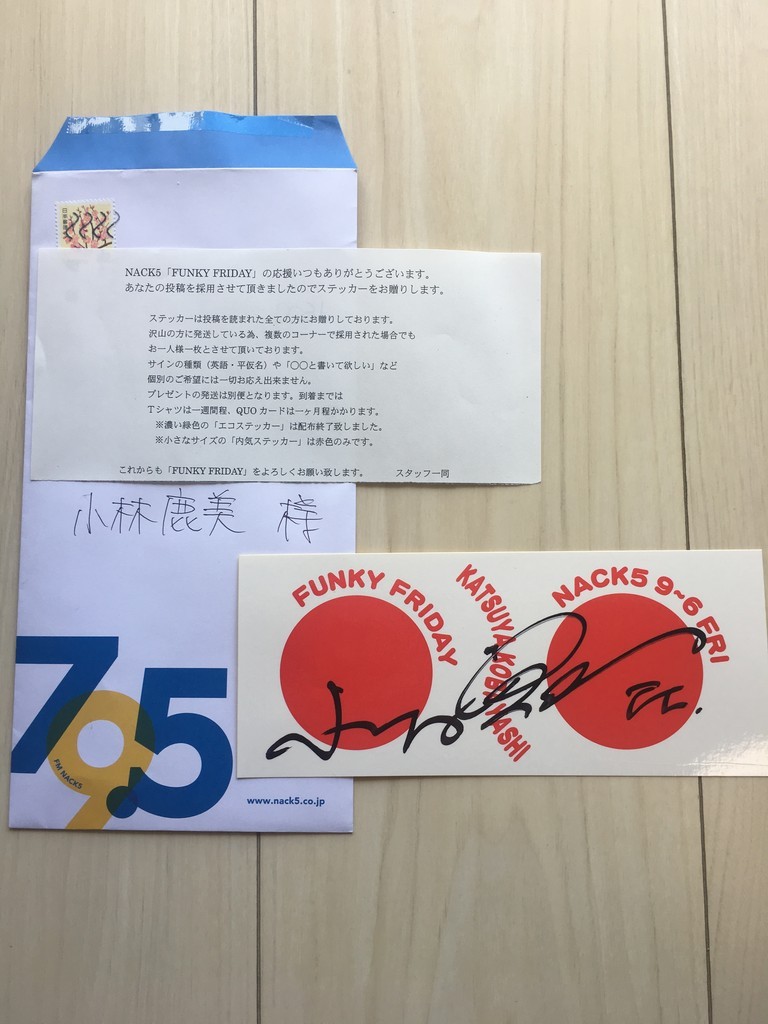 NACK5「FUNKY FRIDAY」の応援いつもありがとうございます。
あなたの投稿を採用させて頂きましたのでステッカーをお贈りします。
ステッカーは投稿を読まれた全ての方にお贈りしております。
沢山の方に発送している為、複数のコーナーで採用された場合でも
お一人様一枚とさせて頂いております。
サインの種類（英語・平仮名）や「〇〇と書いて欲しい」など
個別のご希望には一切お応え出来ません。
プレゼントの発送は別便となります。到着までは
Tシャツは一週間程、QUOカードは一ヶ月程かかります。
※濃い緑色の「エコステッカー」は配布終了致しました。
※小さなサイズの「内気ステッカー」は赤色のみです。
これからも「FUNKY FRIDAY」をよろしくお願い致します。 スタッフ一同
小林鹿美 様
FUNKY FRIDAY
KATSUYA KOBAYASHI
NACK5 9~6 FRI
79.5
FM NACK5
www.nack5.co.jp